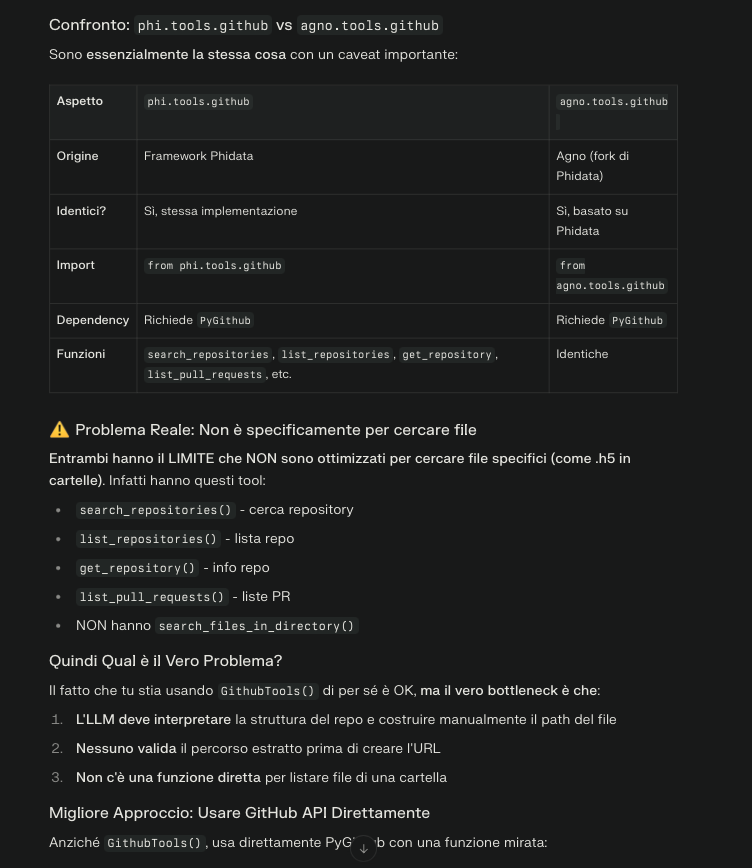 Confronto: phi.tools.github vs agno.tools.github
Sono essenzialmente la stessa cosa con un caveat importante:
Aspetto phi.tools.github agno.tools.github
Origine Framework Phidata Agno (fork di
Phidata)
Identici? Sì, stessa implementazione Sì, basato su
Phidata
Import from phi.tools.github from
agno.tools.github
Dependency Richiede PyGithub Richiede PyGithub
Funzioni search_repositories, list_repositories, get_repository, Identiche
list_pull_requests, etc.
⚠️ Problema Reale: Non è specificamente per cercare file
Entrambi hanno il LIMITE che NON sono ottimizzati per cercare file specifici (come .h5 in
cartelle). Infatti hanno questi tool:
• search_repositories() - cerca repository
• list_repositories() - lista repo
• get_repository() - info repo
• list_pull_requests() - liste PR
• NON hanno search_files_in_directory()
Quindi Qual è il Vero Problema?
Il fatto che tu stia usando GithubTools() di per sé è OK, ma il vero bottleneck è che:
1. L'LLM deve interpretare la struttura del repo e costruire manualmente il path del file
2. Nessuno valida il percorso estratto prima di creare l'URL
3. Non c'è una funzione diretta per listare file di una cartella
Migliore Approccio: Usare GitHub API Direttamente
Anziché GithubTools(), usa direttamente con una funzione mirata: